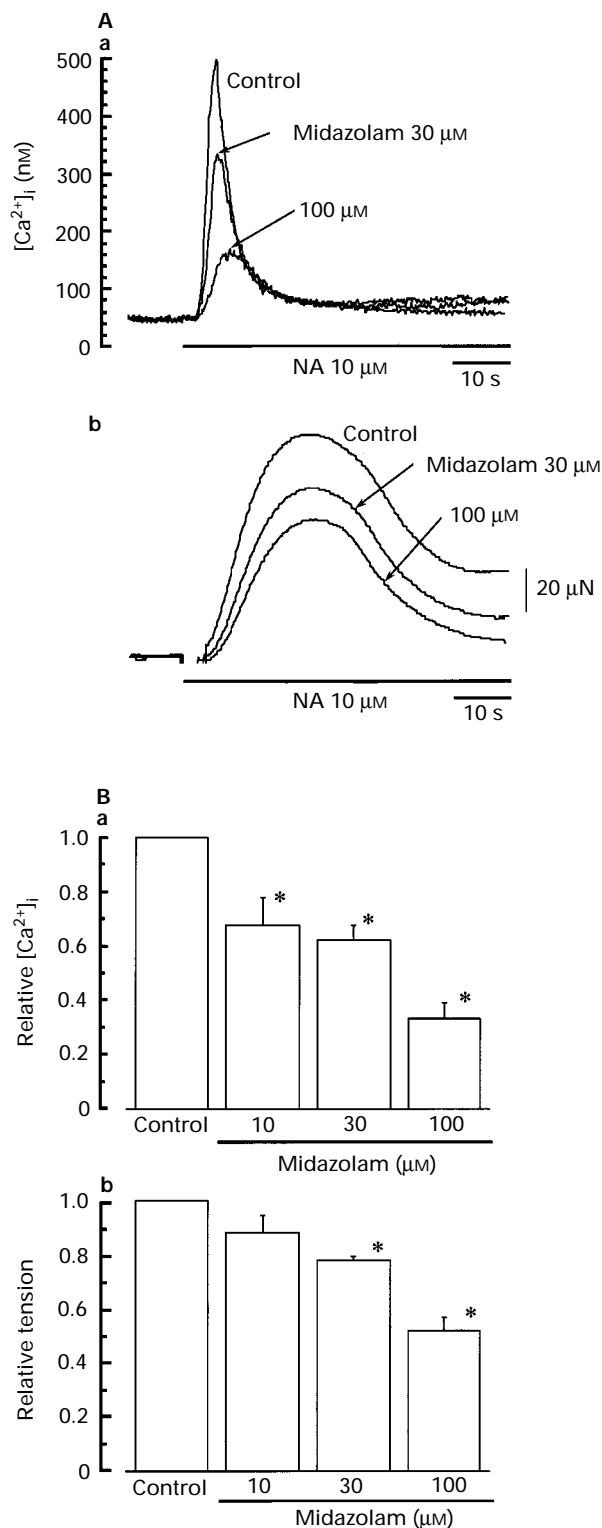 A
a
500
400
300
200
100
0
[Ca²⁺]ᵢ (nM)
Control
Midazolam 30 μM
100 μM
NA 10 μM
10 s
b
Control
Midazolam 30 μM
100 μM
20 μN
NA 10 μM
10 s
B
a
1.0
0.8
0.6
0.4
0.2
0
Relative [Ca²⁺]ᵢ
*
*
*
Control 10 30 100
Midazolam (μM)
b
1.0
0.8
0.6
0.4
0.2
0
Relative tension
*
*
Control 10 30 100
Midazolam (μM)